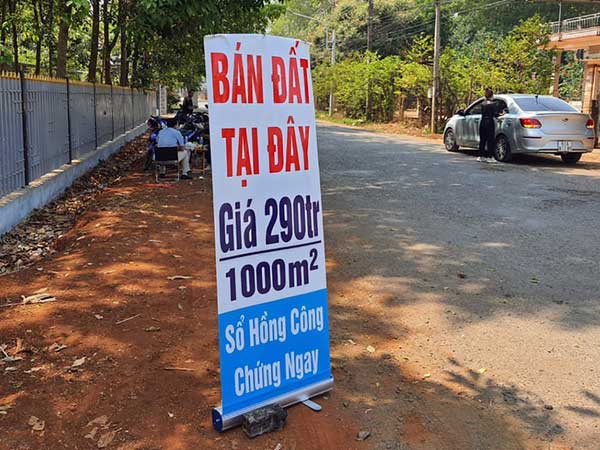 BÁN ĐẤT
TẠI ĐÂY
Giá 290tr
1000m²
Sổ Hồng Công
Chứng Ngay